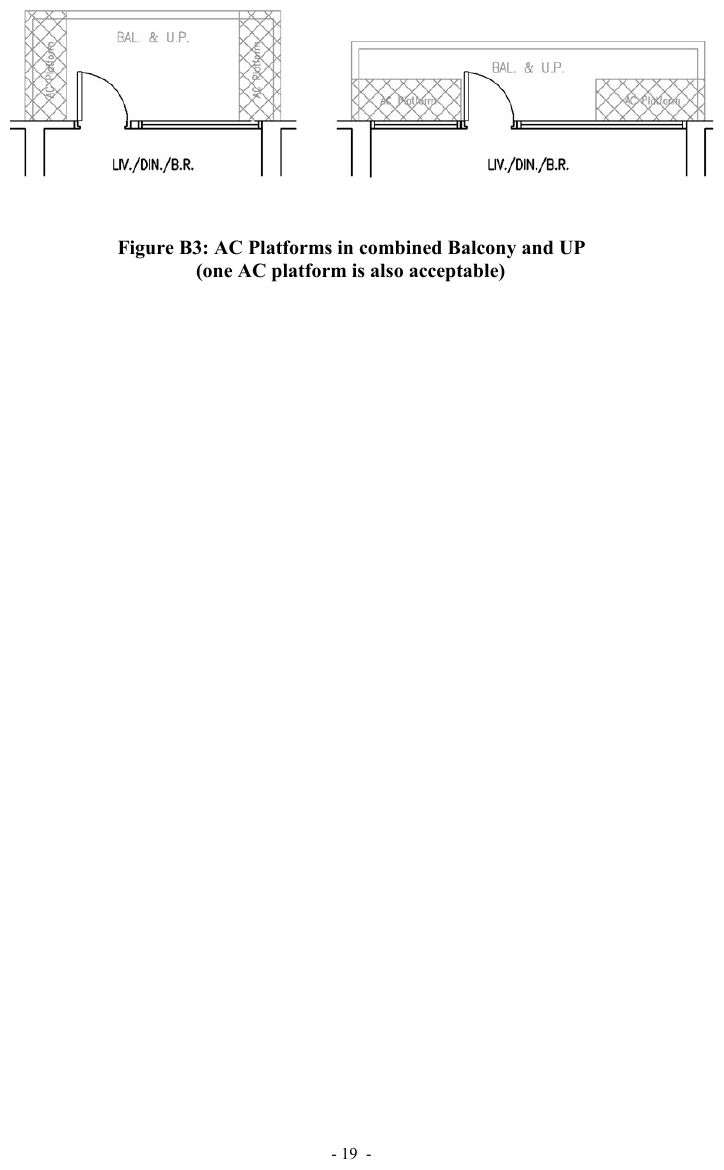 BAL. & U.P.
AC Platform
AC Platform
LIV./DIN./B.R.
BAL. & U.P.
AC Platform
AC Platform
LIV./DIN./B.R.
Figure B3: AC Platforms in combined Balcony and UP
(one AC platform is also acceptable)
- 19 -